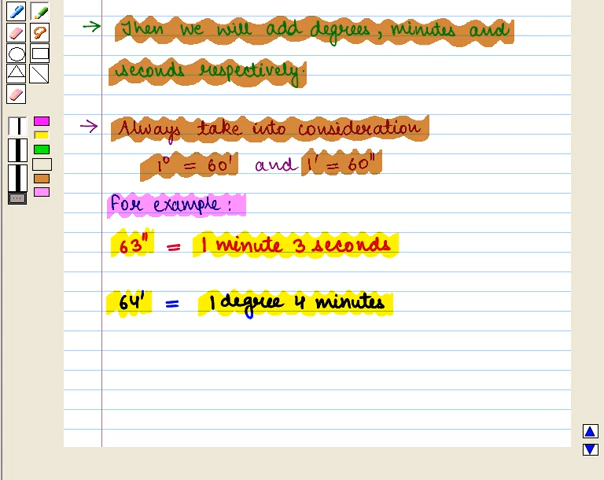 → Then we will add degrees, minutes and
seconds respectively.
→ Always take into consideration
1° = 60' and 1' = 60"
For example :
63" = 1 minute 3 seconds
64' = 1 degree 4 minutes